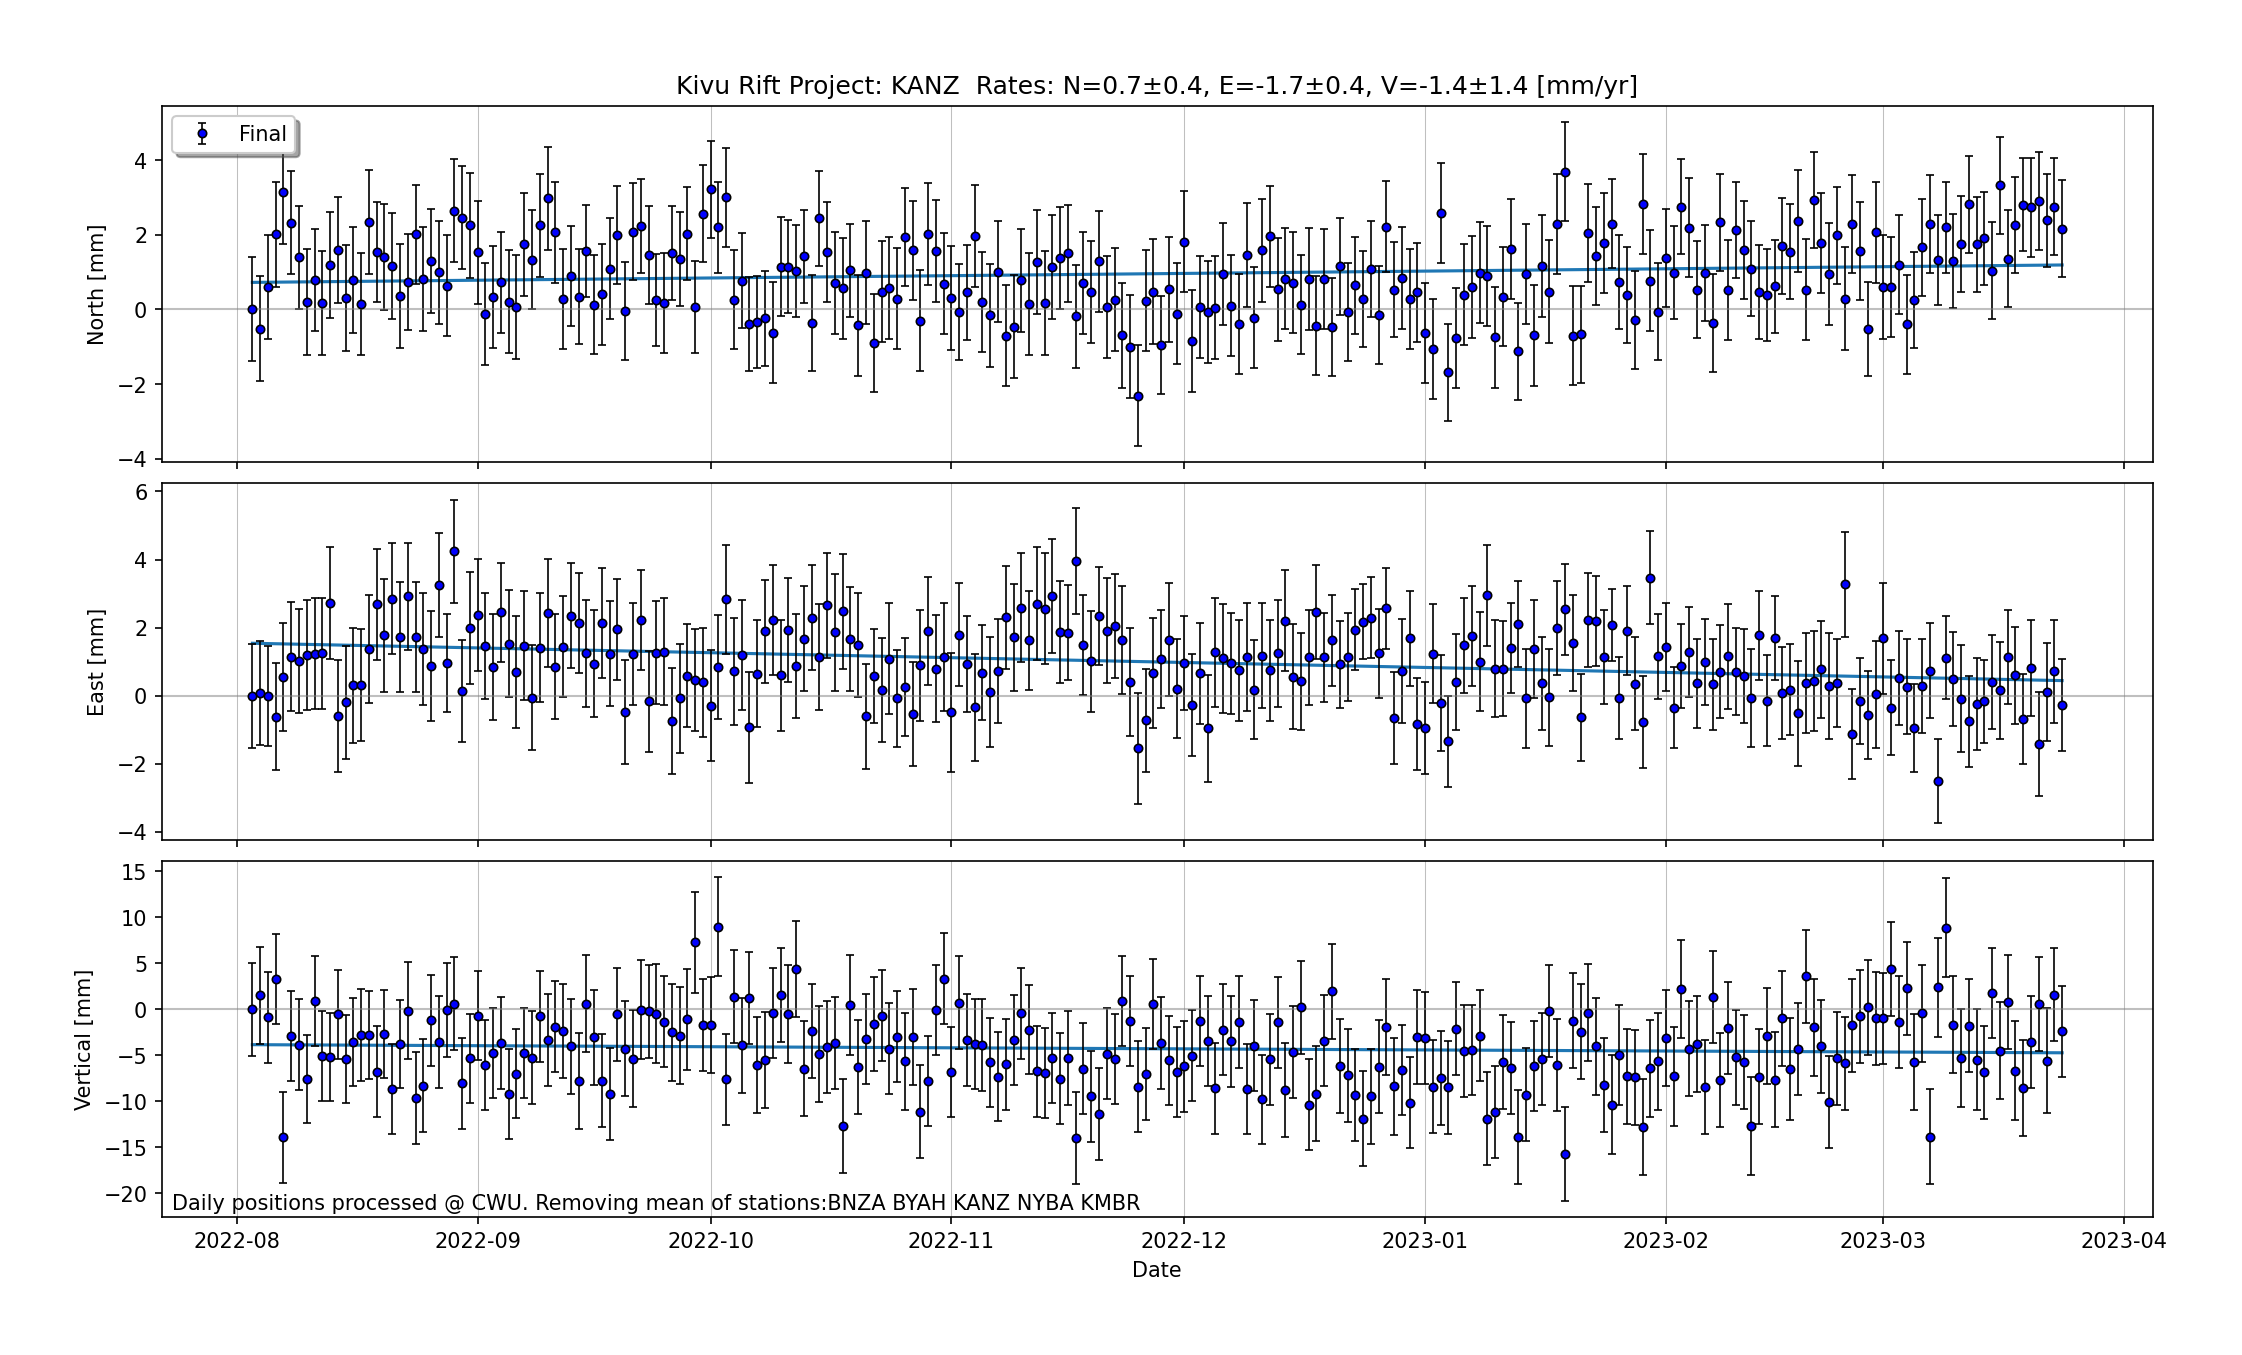 Kivu Rift Project: KANZ  Rates: N=0.7±0.4, E=-1.7±0.4, V=-1.4±1.4 [mm/yr]
Final
North [mm]
4
2
0
−2
−4
East [mm]
6
4
2
0
−2
−4
Vertical [mm]
15
10
5
0
−5
−10
−15
−20
Daily positions processed @ CWU. Removing mean of stations:BNZA BYAH KANZ NYBA KMBR
2022-08 2022-09 2022-10 2022-11 2022-12 2023-01 2023-02 2023-03 2023-04
Date